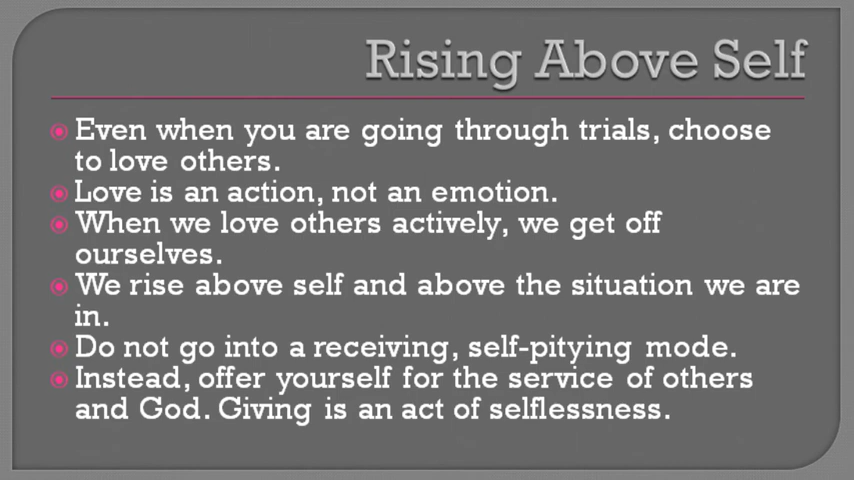 Rising Above Self
Even when you are going through trials, choose
to love others.
Love is an action, not an emotion.
When we love others actively, we get off
ourselves.
We rise above self and above the situation we are
in.
Do not go into a receiving, self-pitying mode.
Instead, offer yourself for the service of others
and God. Giving is an act of selflessness.